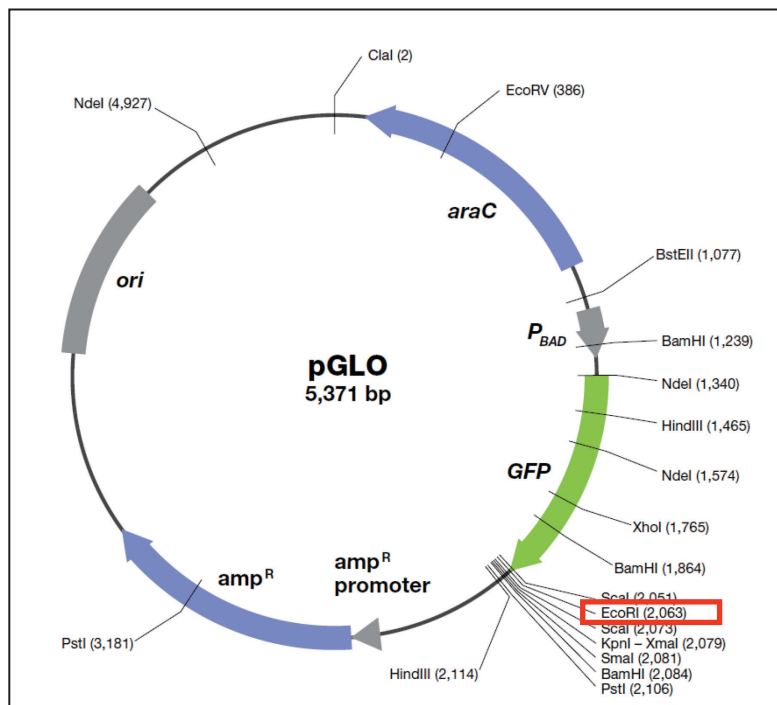 ClaI (2)
NdeI (4,927)
EcoRV (386)
araC
BstEII (1,077)
ori
PBAD
BamHI (1,239)
pGLO
5,371 bp
NdeI (1,340)
HindIII (1,465)
GFP
NdeI (1,574)
XhoI (1,765)
BamHI (1,864)
ampR
ampR
promoter
ScaI (2,051)
EcoRI (2,063)
ScaI (2,073)
KpnI – XmaI (2,079)
SmaI (2,081)
BamHI (2,084)
PstI (2,106)
PstI (3,181)
HindIII (2,114)